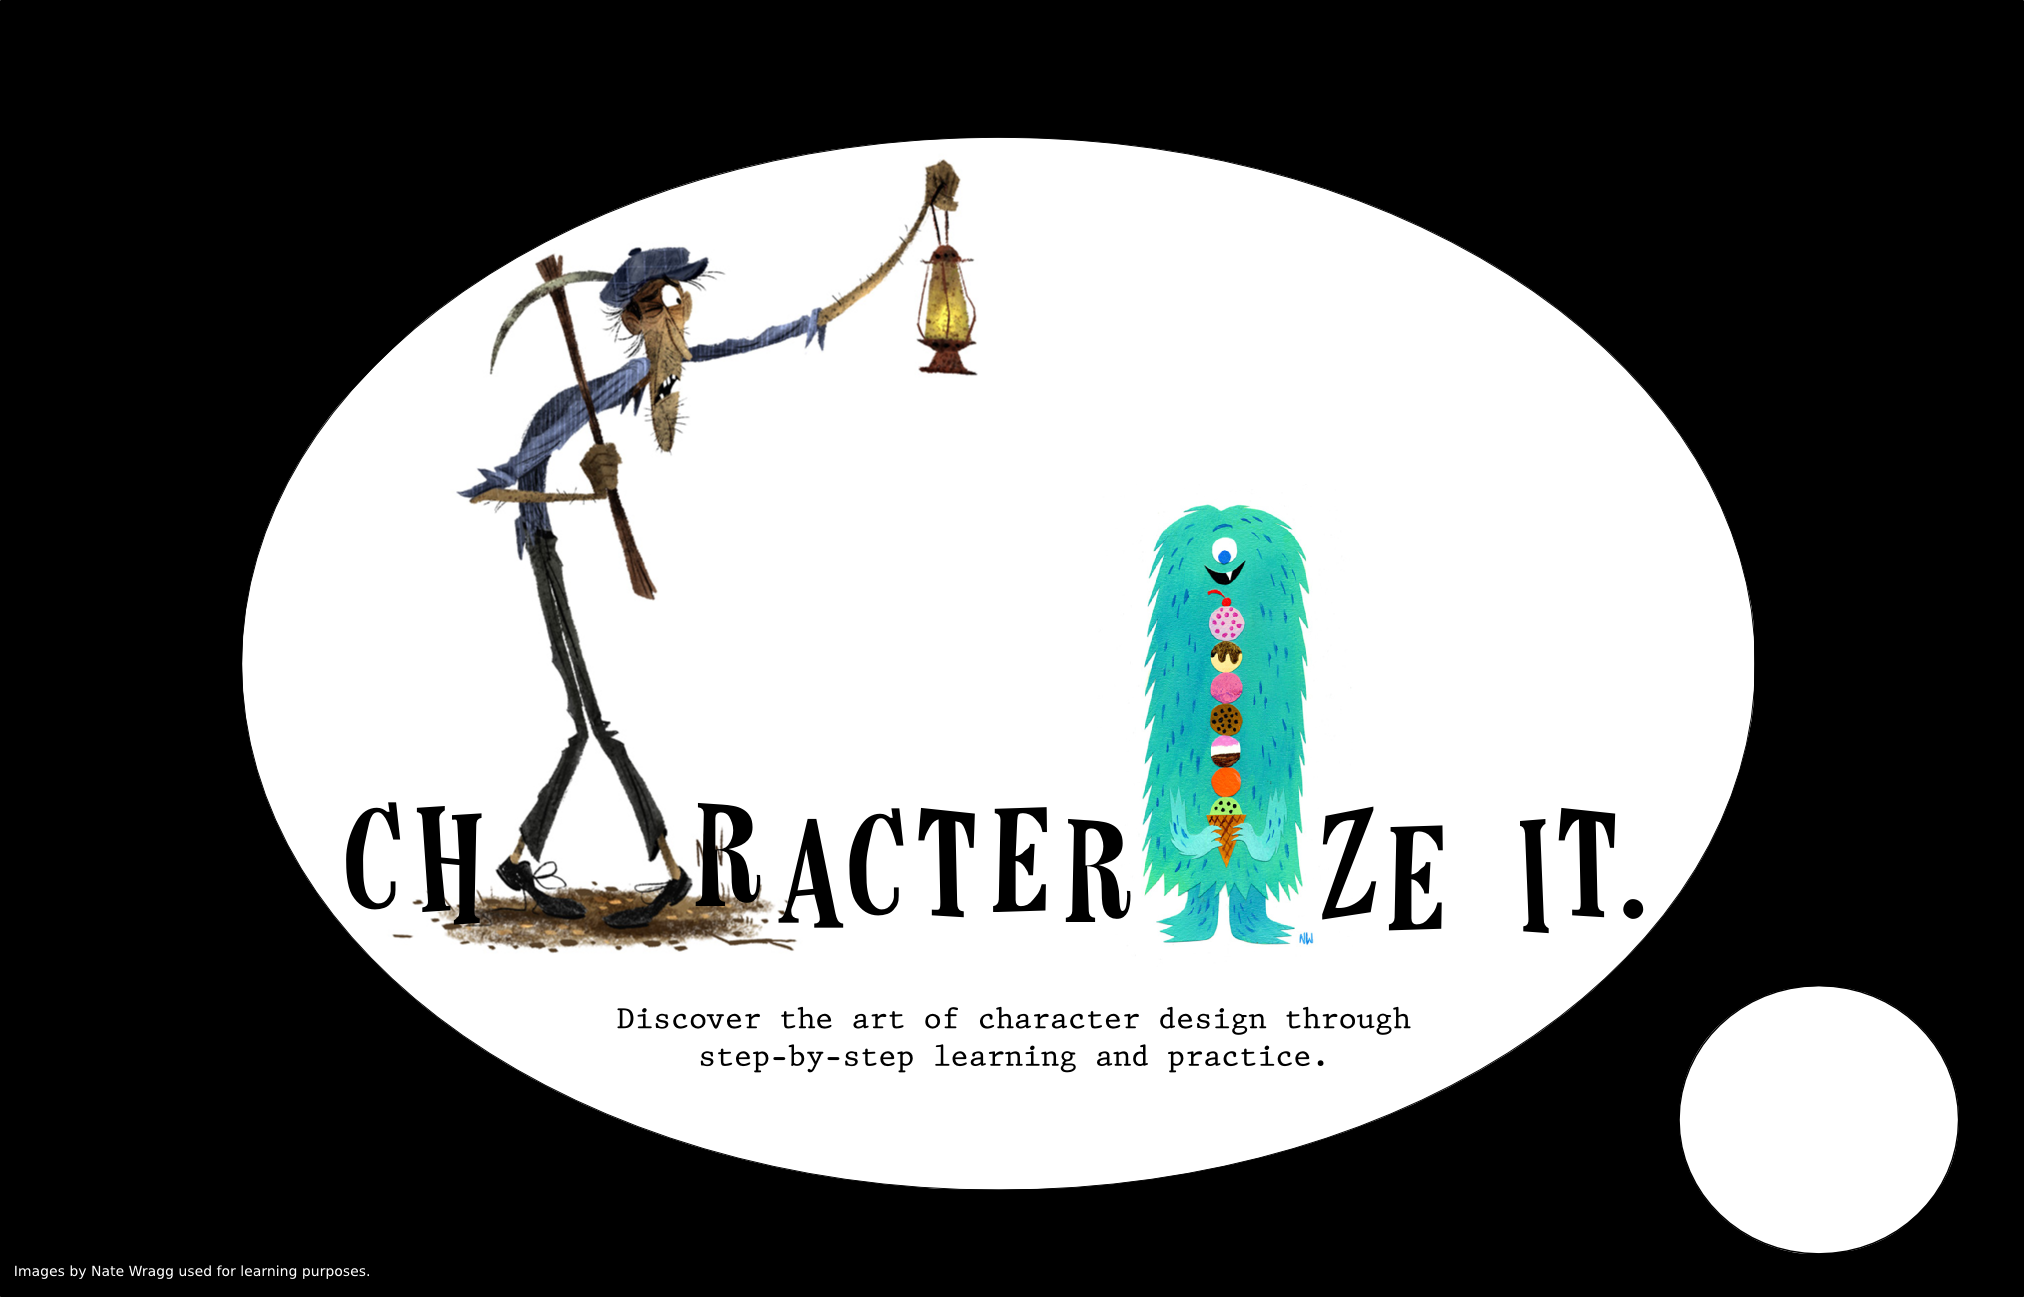 CH RACTER ZE IT.
NW
Discover the art of character design through
step-by-step learning and practice.
Images by Nate Wragg used for learning purposes.